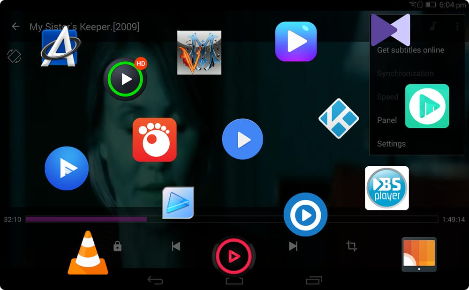 6:04 pm
My Sister's Keeper.[2009]
HD
Get subtitles online
Synchronization
Speed
Panel
BS
player
Settings
32:10
1:49:14